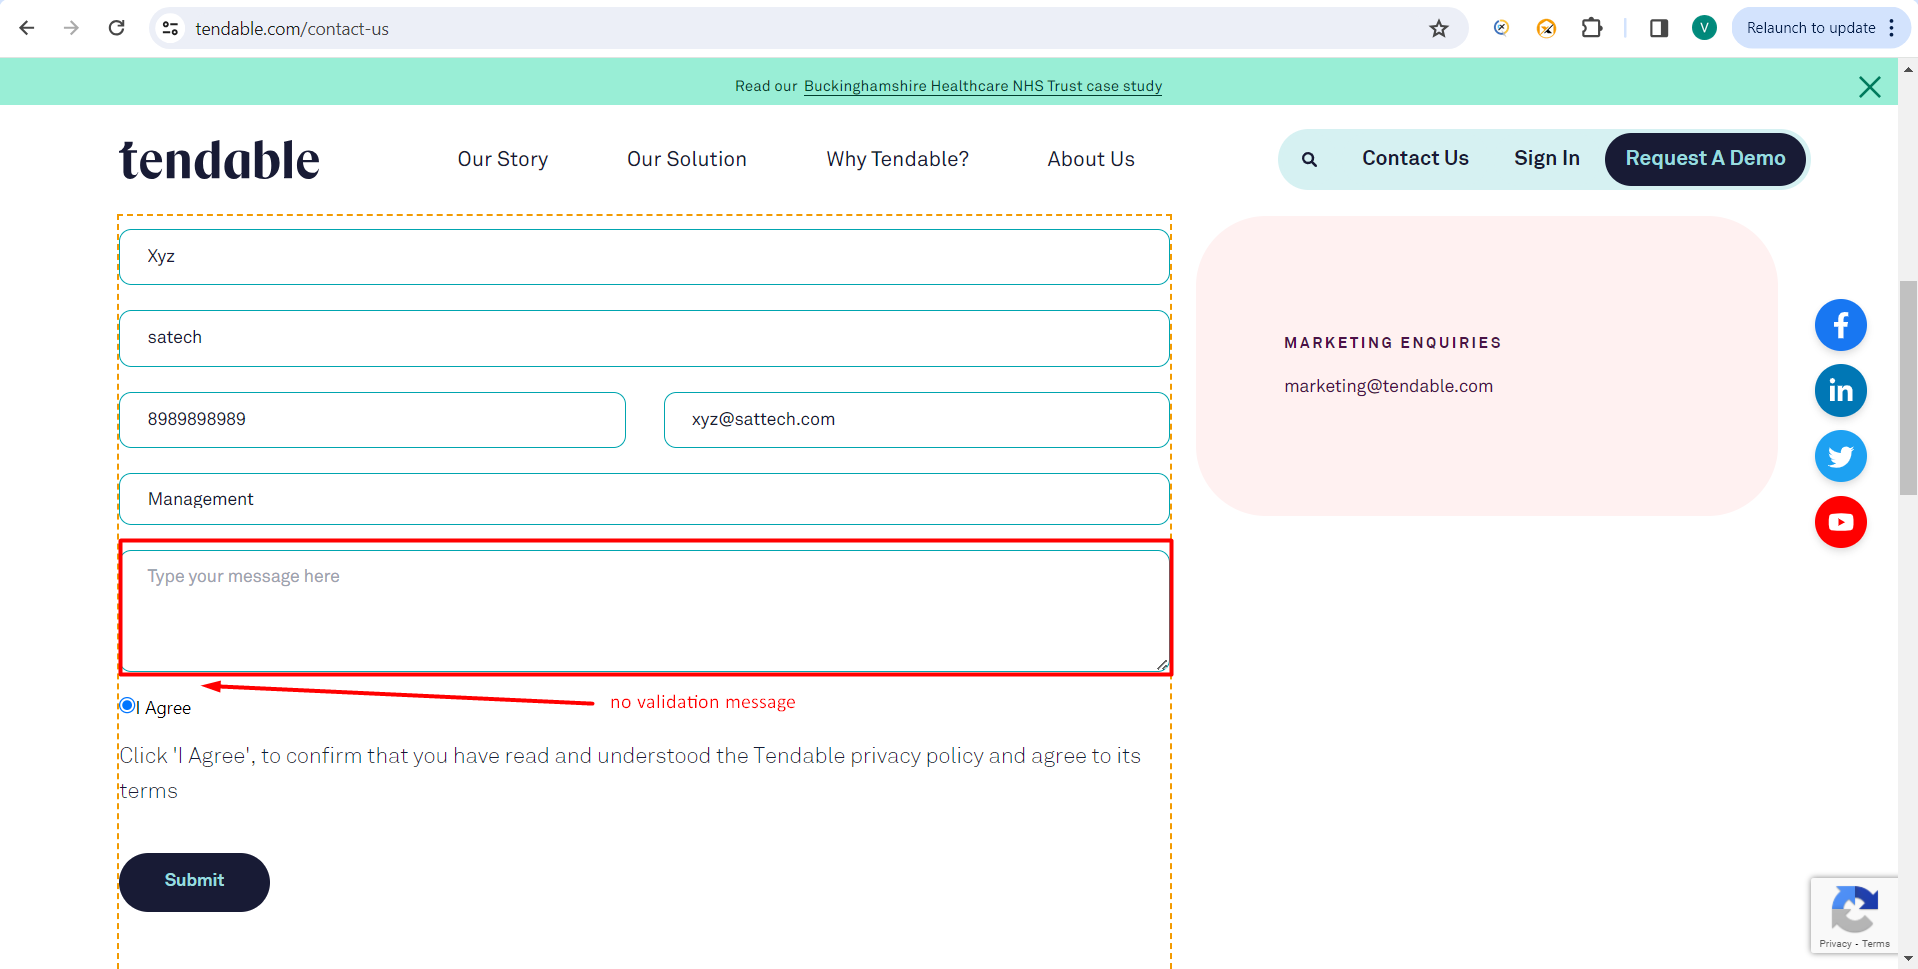 tendable.com/contact-us
V
Relaunch to update
Read our Buckinghamshire Healthcare NHS Trust case study
tendable
Our Story
Our Solution
Why Tendable?
About Us
Contact Us
Sign In
Request A Demo
Xyz
satech
8989898989
xyz@sattech.com
Management
Type your message here
no validation message
I Agree
Click 'I Agree', to confirm that you have read and understood the Tendable privacy policy and agree to its
terms
Submit
MARKETING ENQUIRIES
marketing@tendable.com
f
in
Privacy - Terms